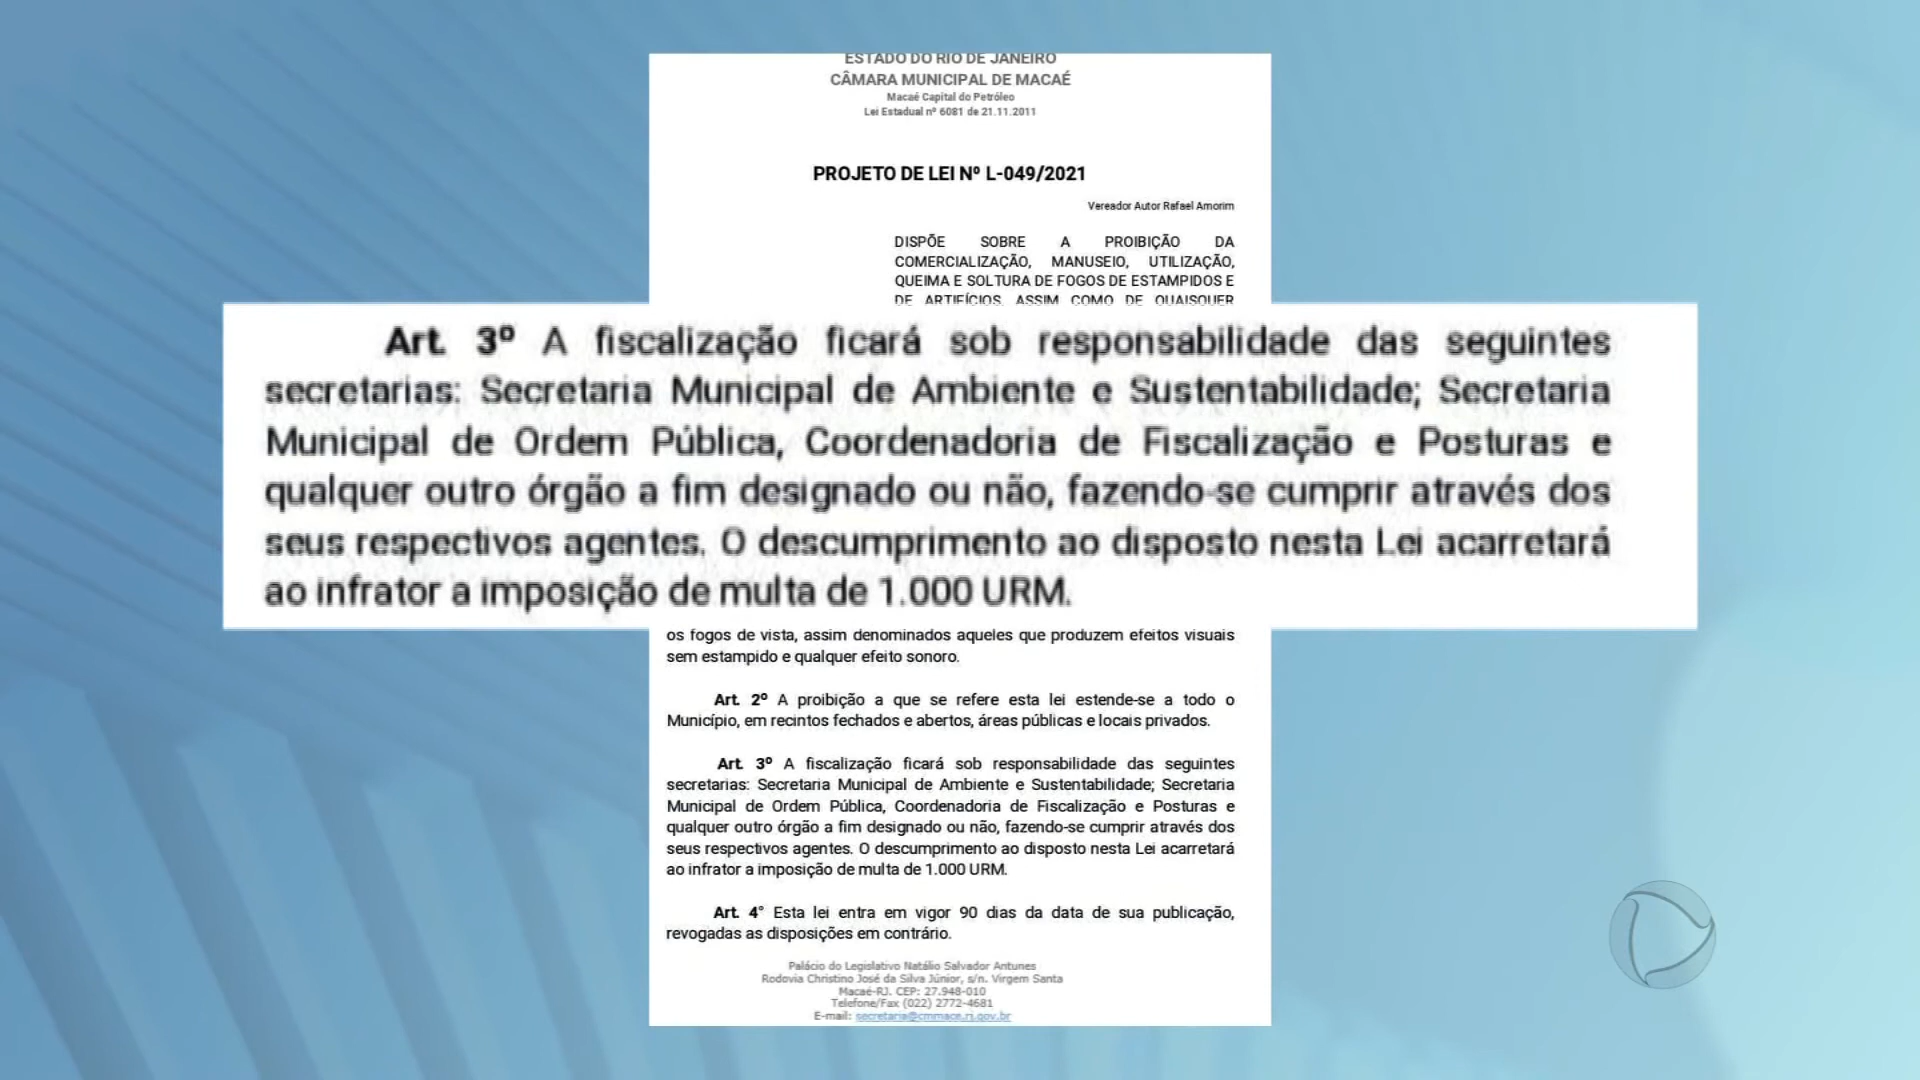 ESTADO DO RIO DE JANEIRO
CÂMARA MUNICIPAL DE MACAÉ
Macaé Capital do Petróleo
Lei Estadual nº 6081 de 21.11.2011
PROJETO DE LEI Nº L-049/2021
Vereador Autor Rafael Amorim
DISPÕE SOBRE A PROIBIÇÃO DA
COMERCIALIZAÇÃO, MANUSEIO, UTILIZAÇÃO,
QUEIMA E SOLTURA DE FOGOS DE ESTAMPIDOS E
DE ARTIFÍCIOS, ASSIM COMO DE QUAISQUER
Art. 3º A fiscalização ficará sob responsabilidade das seguintes
secretarias: Secretaria Municipal de Ambiente e Sustentabilidade; Secretaria
Municipal de Ordem Pública, Coordenadoria de Fiscalização e Posturas e
qualquer outro órgão a fim designado ou não, fazendo-se cumprir através dos
seus respectivos agentes. O descumprimento ao disposto nesta Lei acarretará
ao infrator a imposição de multa de 1.000 URM.
os fogos de vista, assim denominados aqueles que produzem efeitos visuais
sem estampido e qualquer efeito sonoro.
Art. 2º A proibição a que se refere esta lei estende-se a todo o
Município, em recintos fechados e abertos, áreas públicas e locais privados.
Art. 3º A fiscalização ficará sob responsabilidade das seguintes
secretarias: Secretaria Municipal de Ambiente e Sustentabilidade; Secretaria
Municipal de Ordem Pública, Coordenadoria de Fiscalização e Posturas e
qualquer outro órgão a fim designado ou não, fazendo-se cumprir através dos
seus respectivos agentes. O descumprimento ao disposto nesta Lei acarretará
ao infrator a imposição de multa de 1.000 URM.
Art. 4° Esta lei entra em vigor 90 dias da data de sua publicação,
revogadas as disposições em contrário.
Palácio do Legislativo Natálio Salvador Antunes
Rodovia Christino José da Silva Júnior, s/n. Virgem Santa
Macaé-RJ. CEP: 27.948-010
Telefone/Fax (022) 2772-4681
E-mail: secretaria@cmmace.rj.gov.br